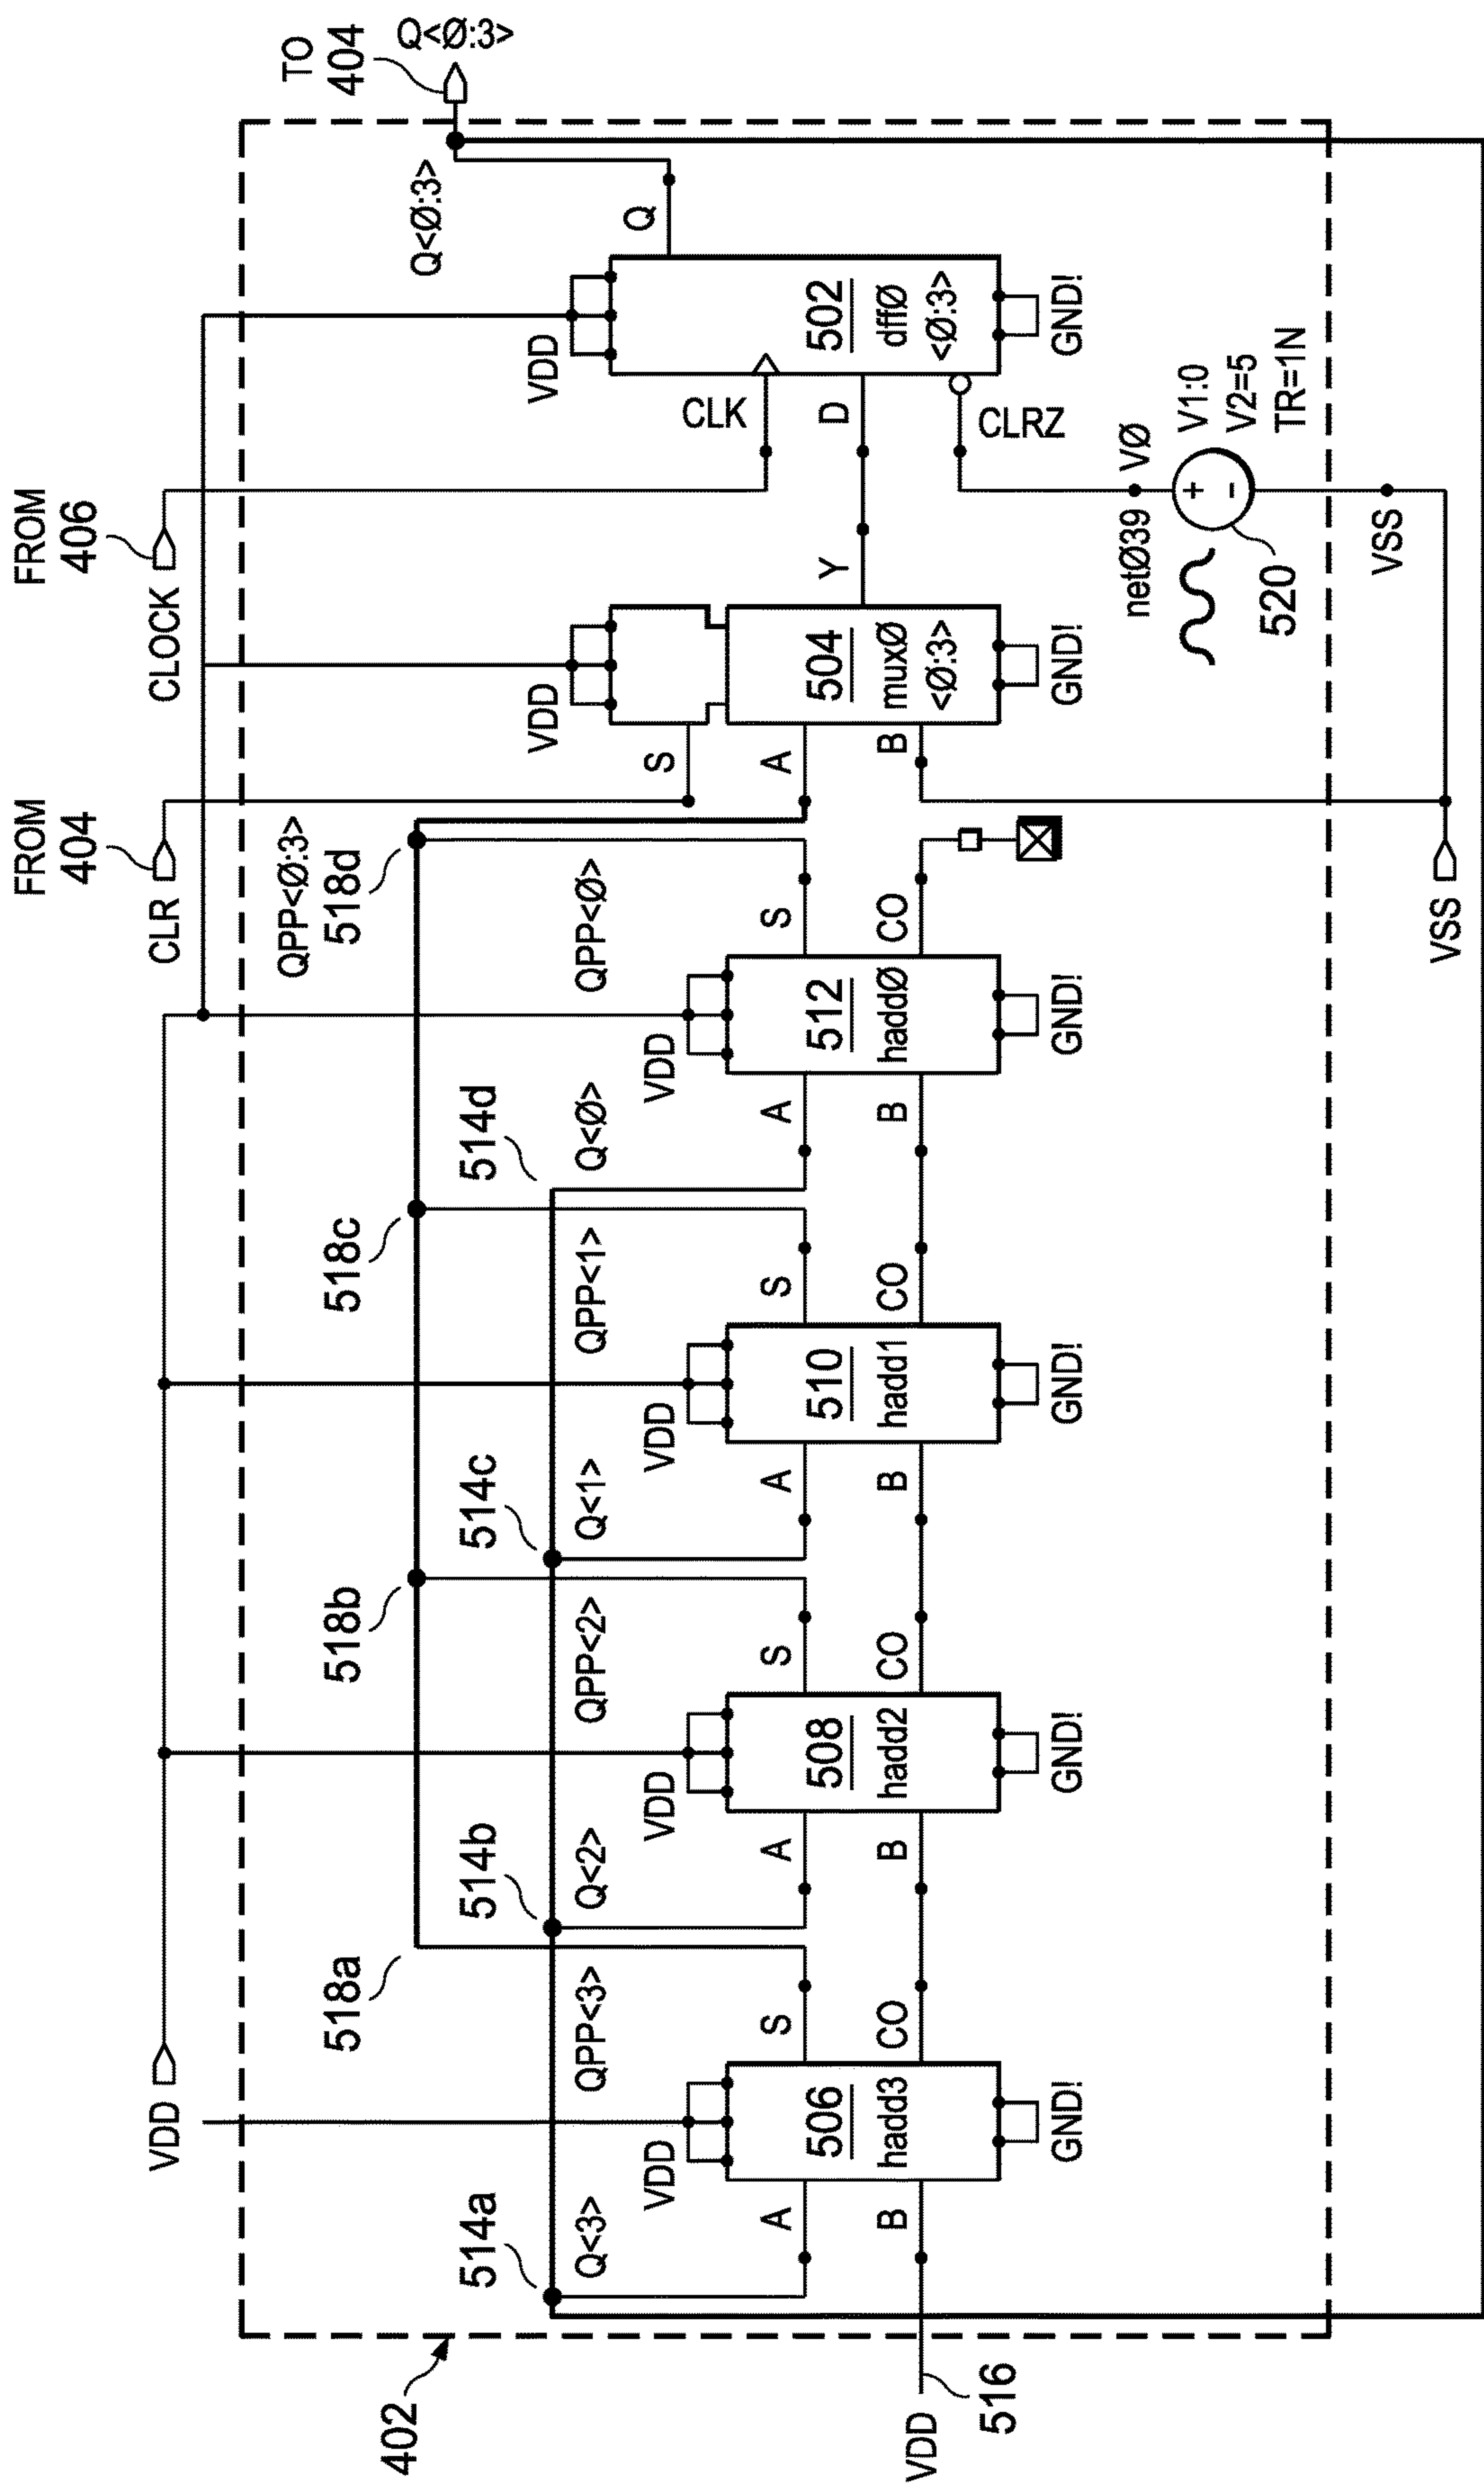 402
VDD
516
514a
Q<3>
VDD
A
B
506
hadd3
GND!
VDD
518a
QPP<3>
S
CO
514b
Q<2>
VDD
A
B
508
hadd2
GND!
518b
QPP<2>
S
CO
514c
Q<1>
VDD
A
B
510
hadd1
GND!
518c
QPP<1>
S
CO
514d
Q<Ø>
VDD
A
B
512
haddØ
GND!
FROM
404
CLR
QPP<Ø:3>
518d
QPP<Ø>
S
CO
VSS
FROM
406
CLOCK
VDD
S
A
B
504
muxØ
<Ø:3>
GND!
Y
netØ39
VØ
520
V1:0
V2=5
TR=1N
VSS
VDD
CLK
D
CLRZ
502
dffØ
<Ø:3>
GND!
Q
Q<Ø:3>
TO
404
Q<Ø:3>